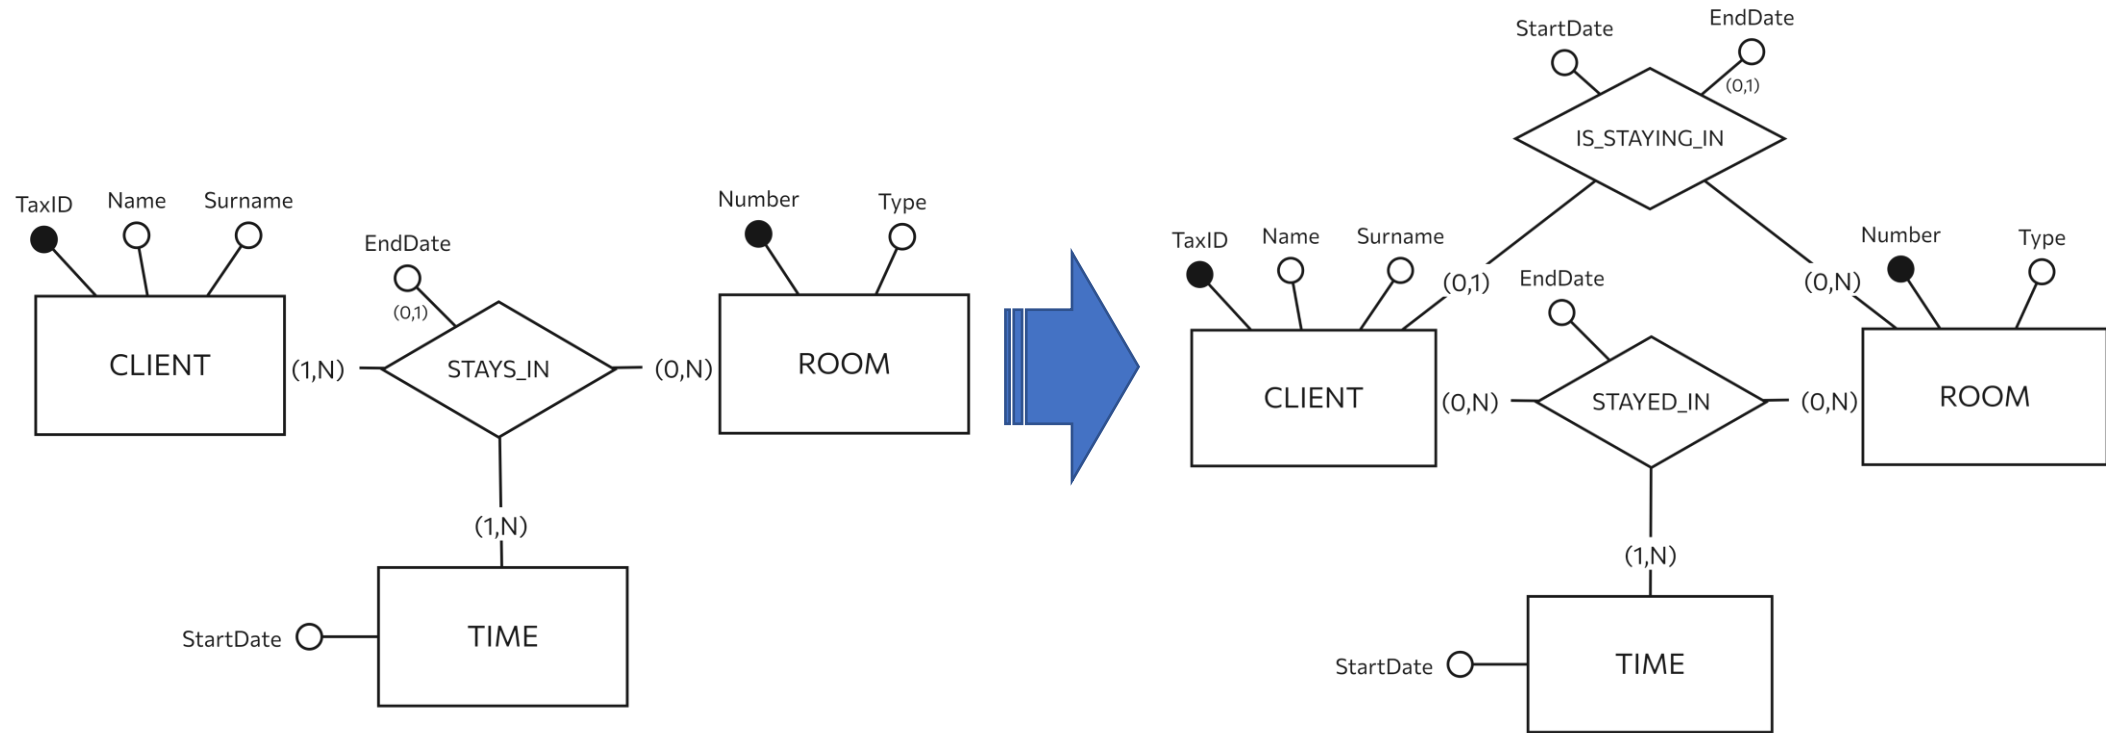 TaxID
Name
Surname
EndDate
(0,1)
Number
Type
CLIENT
(1,N)
STAYS_IN
(0,N)
ROOM
(1,N)
StartDate
TIME
StartDate
EndDate
(0,1)
IS_STAYING_IN
TaxID
Name
Surname
(0,1)
EndDate
(0,N)
Number
Type
CLIENT
(0,N)
STAYED_IN
(0,N)
ROOM
(1,N)
StartDate
TIME